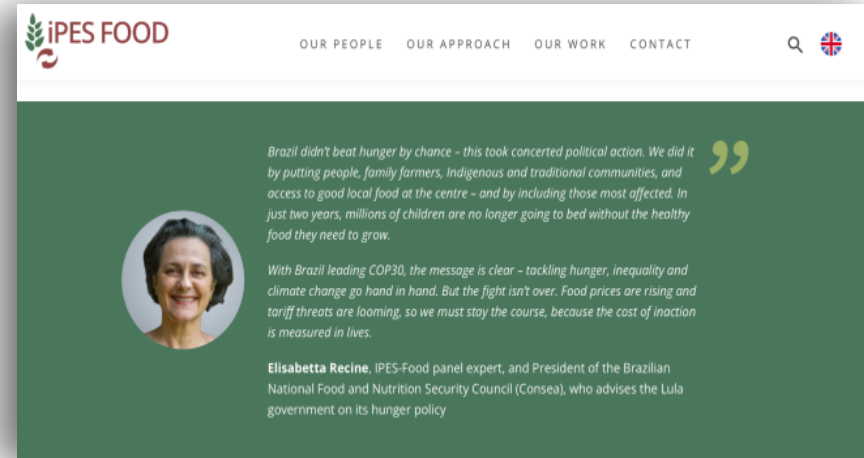 iPES FOOD
OUR PEOPLE OUR APPROACH OUR WORK CONTACT
Brazil didn't beat hunger by chance – this took concerted political action. We did it
by putting people, family farmers, Indigenous and traditional communities, and
access to good local food at the centre – and by including those most affected. In
just two years, millions of children are no longer going to bed without the healthy
food they need to grow.
With Brazil leading COP30, the message is clear – tackling hunger, inequality and
climate change go hand in hand. But the fight isn't over. Food prices are rising and
tariff threats are looming, so we must stay the course, because the cost of inaction
is measured in lives.
Elisabetta Recine, IPES-Food panel expert, and President of the Brazilian
National Food and Nutrition Security Council (Consea), who advises the Lula
government on its hunger policy